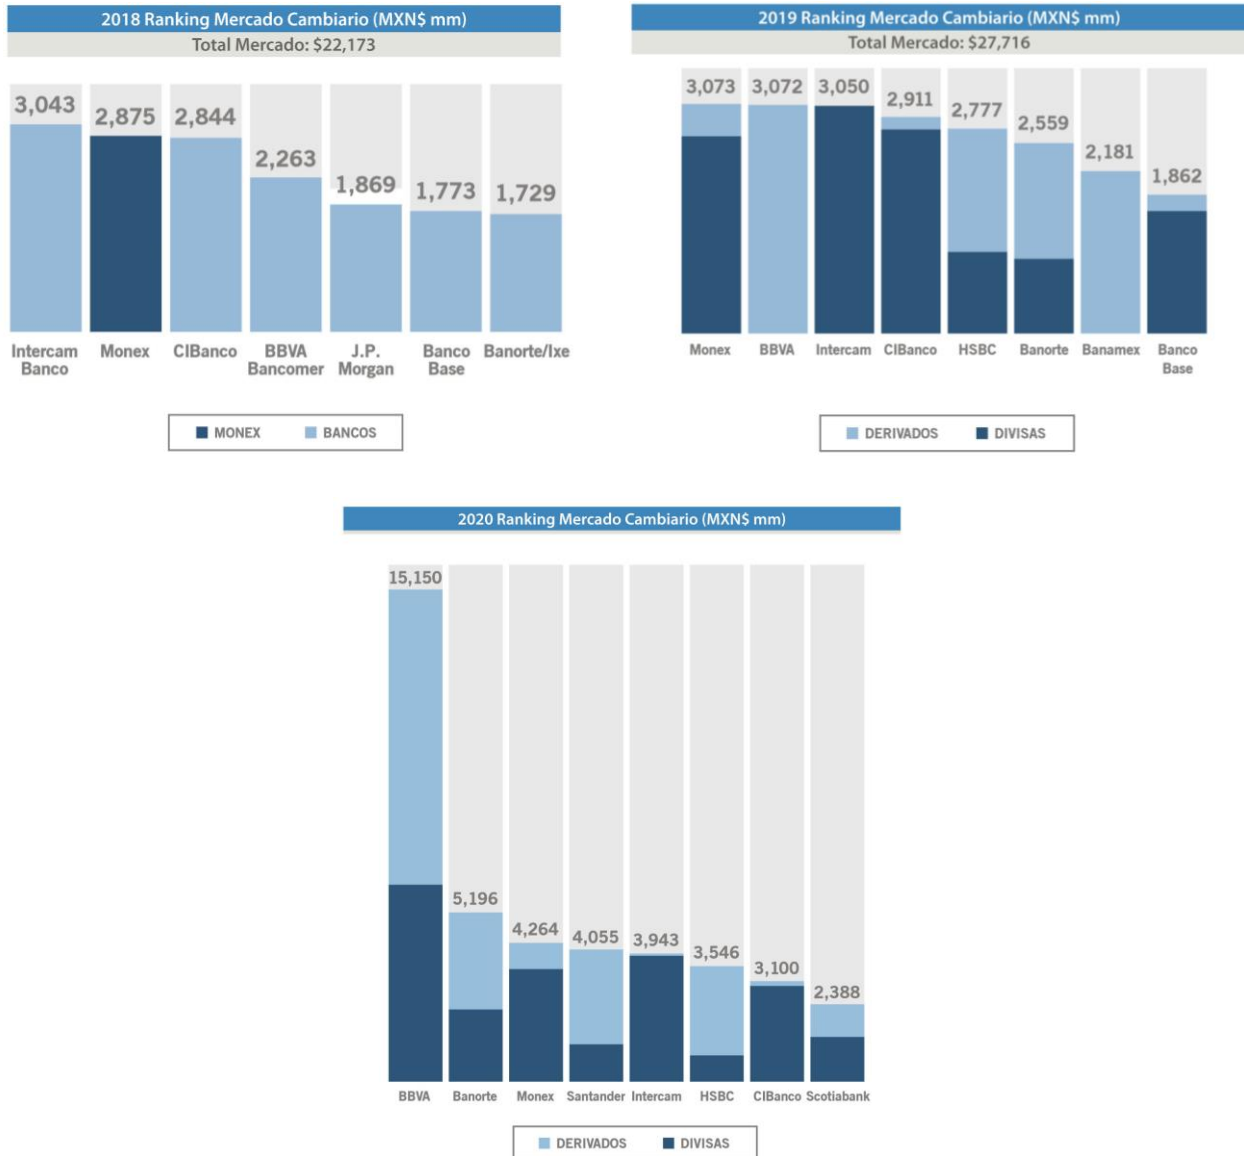 2018 Ranking Mercado Cambiario (MXN$ mm)
Total Mercado: $22,173
3,043 2,875 2,844 2,263 1,869 1,773 1,729
Intercam Banco Monex CIBanco BBVA Bancomer J.P. Morgan Banco Base Banorte/Ixe
MONEX BANCOS
2019 Ranking Mercado Cambiario (MXN$ mm)
Total Mercado: $27,716
3,073 3,072 3,050 2,911 2,777 2,559 2,181 1,862
Monex BBVA Intercam CIBanco HSBC Banorte Banamex Banco Base
DERIVADOS DIVISAS
2020 Ranking Mercado Cambiario (MXN$ mm)
15,150 5,196 4,264 4,055 3,943 3,546 3,100 2,388
BBVA Banorte Monex Santander Intercam HSBC CIBanco Scotiabank
DERIVADOS DIVISAS